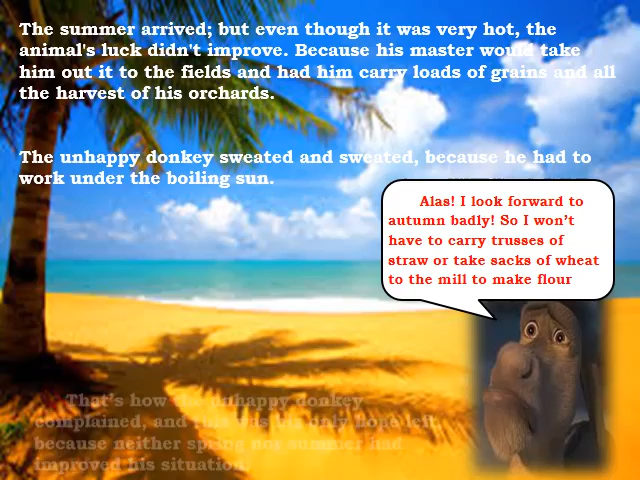 The summer arrived; but even though it was very hot, the
animal's luck didn't improve. Because his master would take
him out it to the fields and had him carry loads of grains and all
the harvest of his orchards.
The unhappy donkey sweated and sweated, because he had to
work under the boiling sun.
Alas! I look forward to
autumn badly! So I won't
have to carry trusses of
straw or take sacks of wheat
to the mill to make flour
That's how the unhappy donkey
complained, and this was his only hope left,
because neither spring nor summer had
improved his situation.